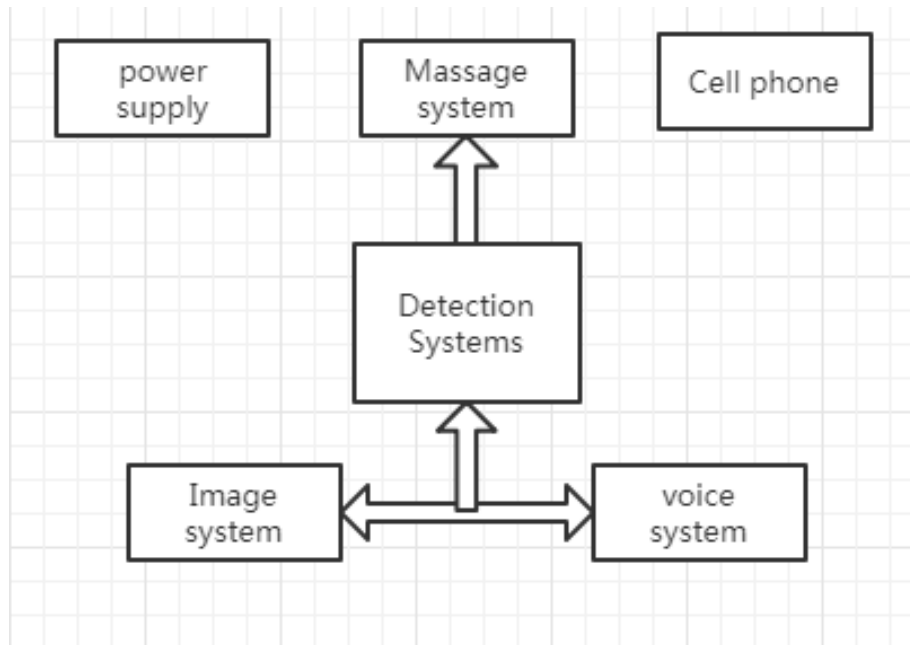 power
supply
Massage
system
Cell phone
Detection
Systems
Image
system
voice
system